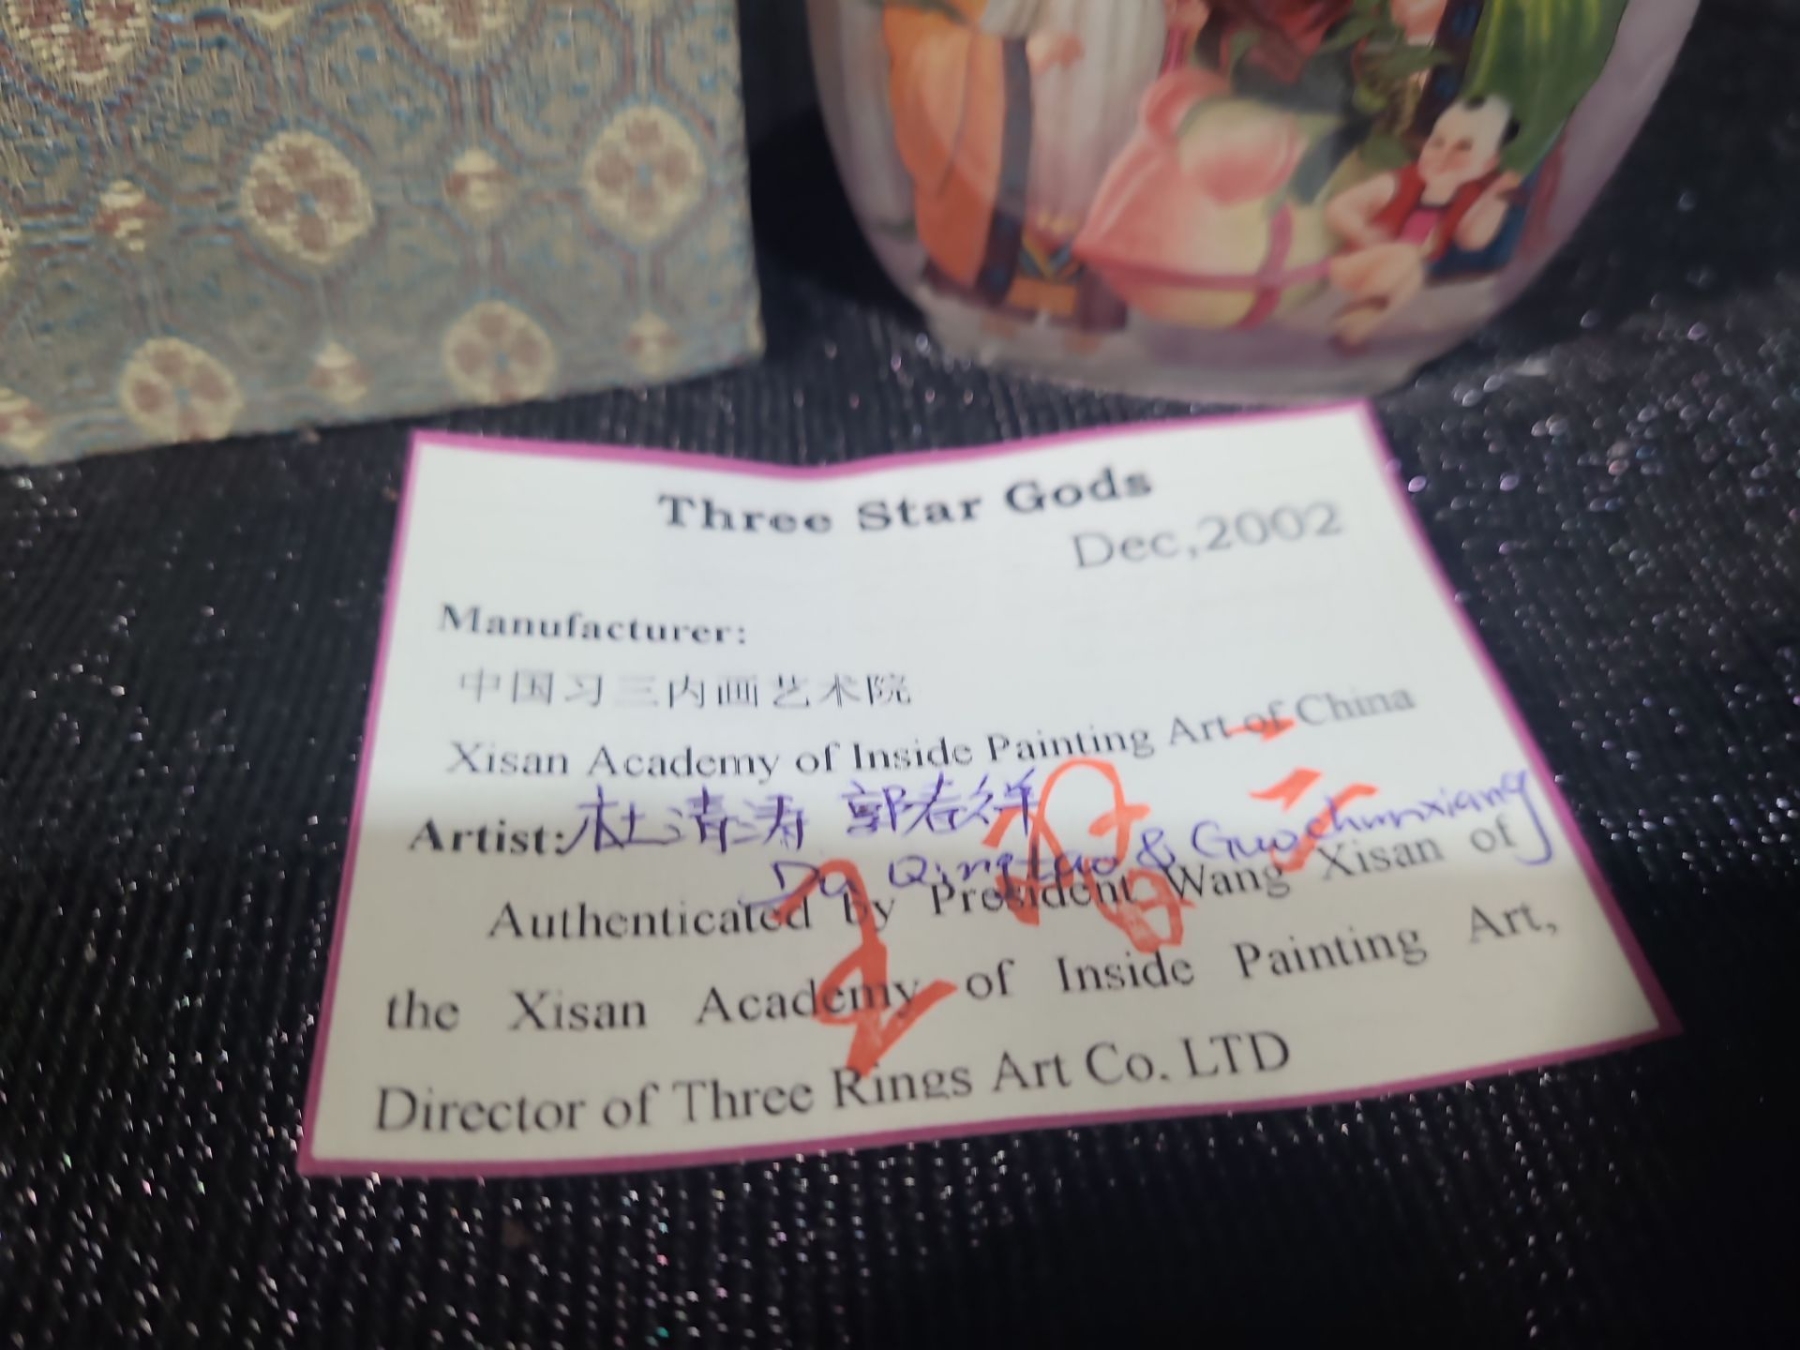 Three Star Gods
Dec,2002
Manufacturer:
中国习三内画艺术院
Xisan Academy of Inside Painting Art of China
Artist: 杜清涛 郭春祥
Du Qingtao & Guo chunxiang
Authenticated by President Wang Xisan of
the Xisan Academy of Inside Painting Art,
Director of Three Rings Art Co. LTD